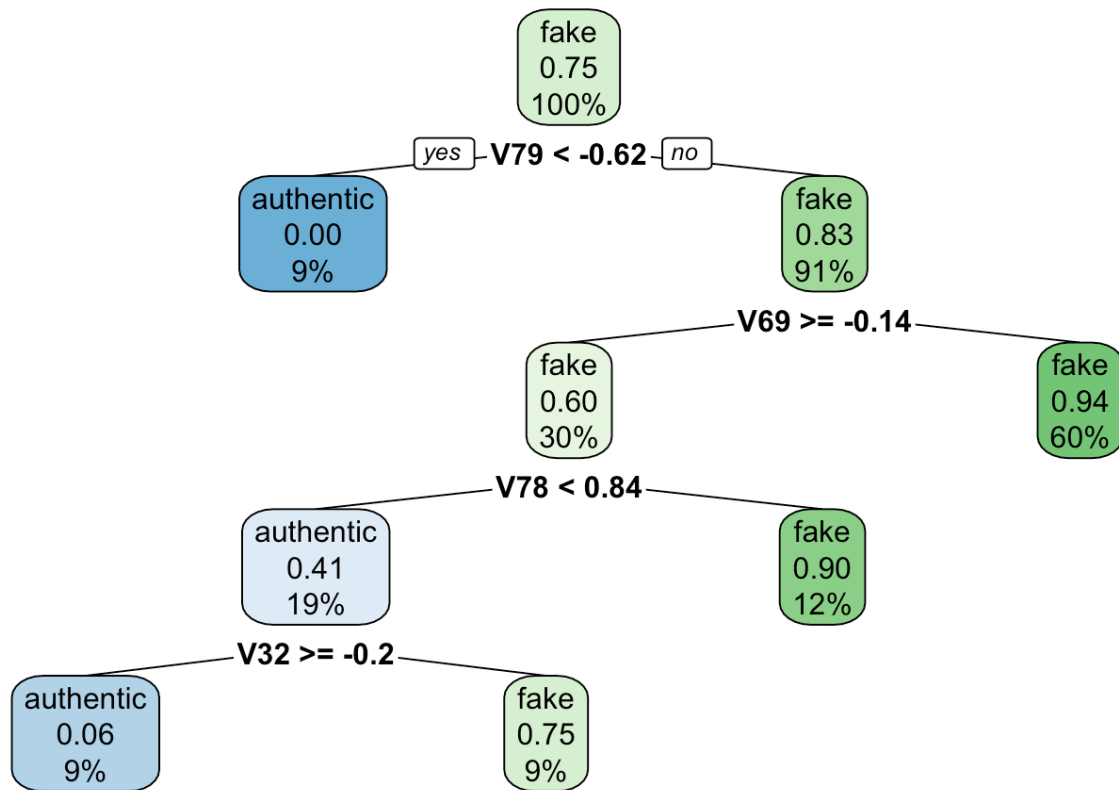 fake
0.75
100%
yes
V79 < -0.62
no
authentic
0.00
9%
fake
0.83
91%
V69 >= -0.14
fake
0.60
30%
fake
0.94
60%
V78 < 0.84
authentic
0.41
19%
fake
0.90
12%
V32 >= -0.2
authentic
0.06
9%
fake
0.75
9%